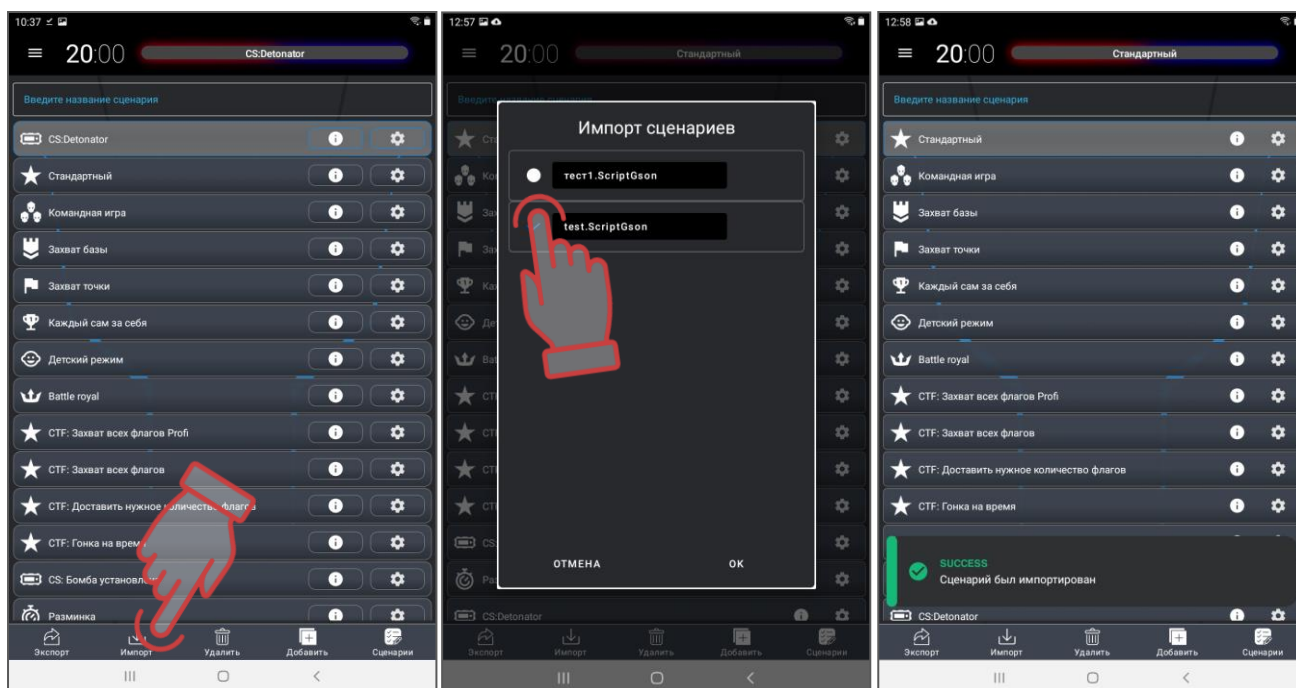 10:37
20:00
CS:Detonator
Введите название сценария
CS:Detonator
Стандартный
Командная игра
Захват базы
Захват точки
Каждый сам за себя
Детский режим
Battle royal
CTF: Захват всех флагов Profi
CTF: Захват всех флагов
CTF: Доставить нужное количество флагов
CTF: Гонка на время
CS: Бомба
Разминка
Экспорт
Импорт
Удалить
Добавить
Сценарии
12:57
20:00
Стандартный
Введите название сценария
Импорт сценариев
тест1.ScriptGson
test.ScriptGson
ОТМЕНА
ОК
CS:Detonator
Экспорт
Импорт
Удалить
Добавить
Сценарии
12:58
20:00
Стандартный
Введите название сценария
Стандартный
Командная игра
Захват базы
Захват точки
Каждый сам за себя
Детский режим
Battle royal
CTF: Захват всех флагов Profi
CTF: Захват всех флагов
CTF: Доставить нужное количество флагов
CTF: Гонка на время
SUCCESS
Сценарий был импортирован
CS:Detonator
Экспорт
Импорт
Удалить
Добавить
Сценарии